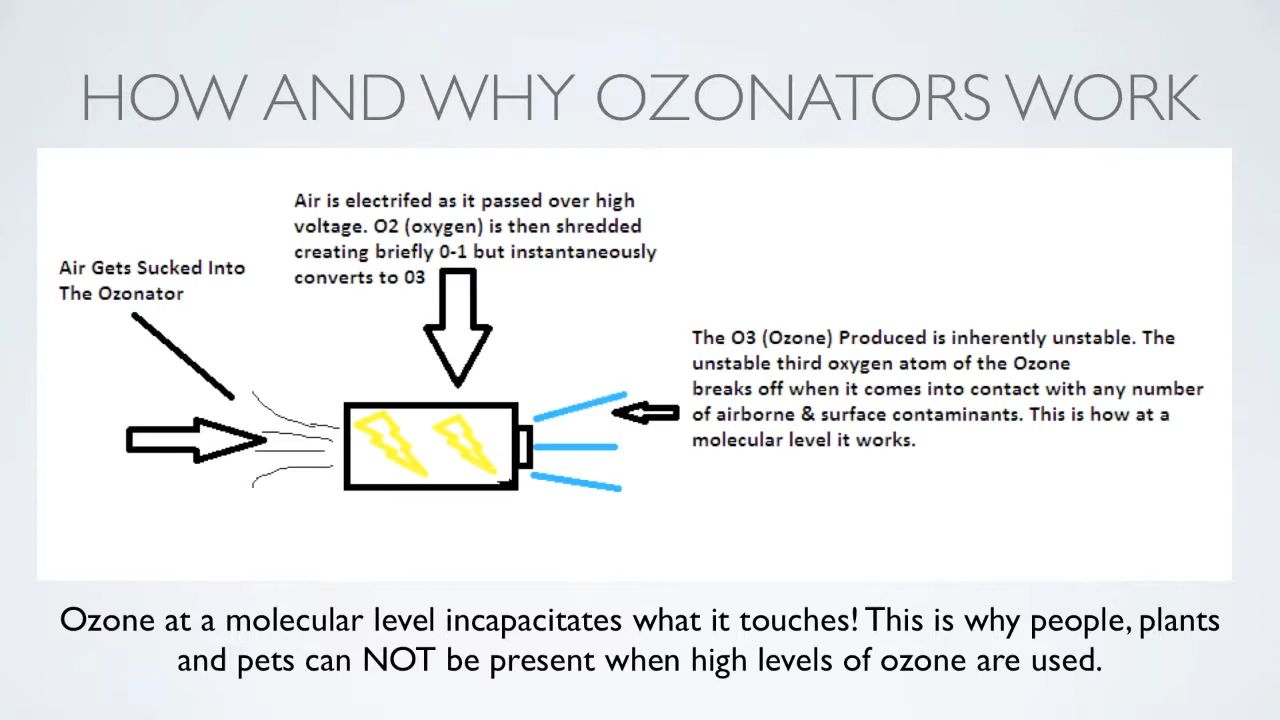 HOW AND WHY OZONATORS WORK
Air is electrifed as it passed over high
voltage. O2 (oxygen) is then shredded
creating briefly 0-1 but instantaneously
converts to 03
Air Gets Sucked Into
The Ozonator
The O3 (Ozone) Produced is inherently unstable. The
unstable third oxygen atom of the Ozone
breaks off when it comes into contact with any number
of airborne & surface contaminants. This is how at a
molecular level it works.
Ozone at a molecular level incapacitates what it touches! This is why people, plants
and pets can NOT be present when high levels of ozone are used.